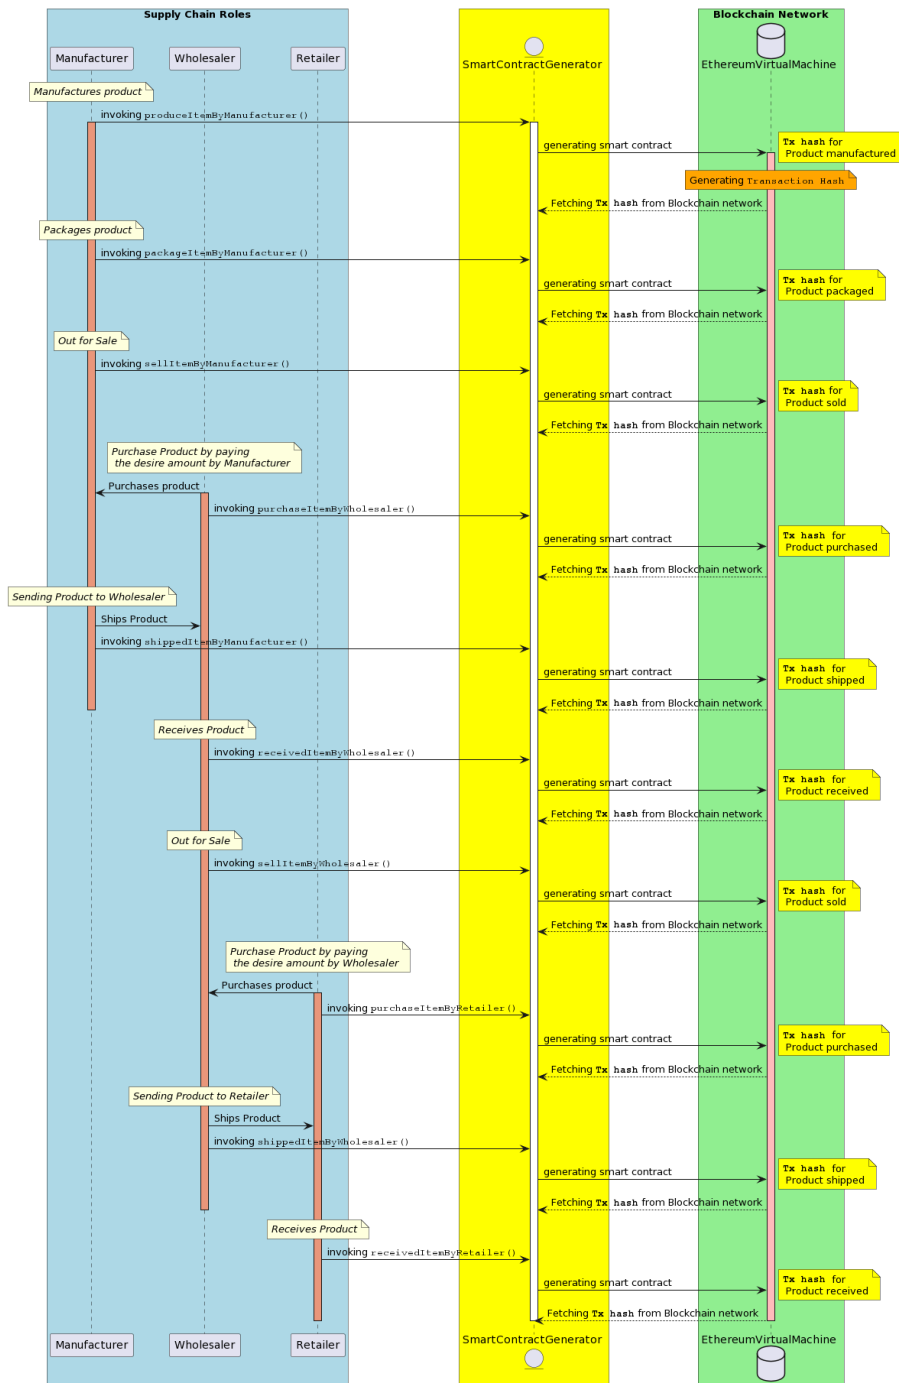 Supply Chain Roles
Blockchain Network
Manufacturer
Wholesaler
Retailer
SmartContractGenerator
EthereumVirtualMachine
Manufactures product
invoking produceItemByManufacturer()
generating smart contract
Tx hash for
Product manufactured
Generating Transaction Hash
Fetching Tx hash from Blockchain network
Packages product
invoking packageItemByManufacturer()
generating smart contract
Tx hash for
Product packaged
Fetching Tx hash from Blockchain network
Out for Sale
invoking sellItemByManufacturer()
generating smart contract
Tx hash for
Product sold
Fetching Tx hash from Blockchain network
Purchase Product by paying
the desire amount by Manufacturer
Purchases product
invoking purchaseItemByWholesaler()
generating smart contract
Tx hash for
Product purchased
Fetching Tx hash from Blockchain network
Sending Product to Wholesaler
Ships Product
invoking shippedItemByManufacturer()
generating smart contract
Tx hash for
Product shipped
Fetching Tx hash from Blockchain network
Receives Product
invoking receivedItemByWholesaler()
generating smart contract
Tx hash for
Product received
Fetching Tx hash from Blockchain network
Out for Sale
invoking sellItemByWholesaler()
generating smart contract
Tx hash for
Product sold
Fetching Tx hash from Blockchain network
Purchase Product by paying
the desire amount by Wholesaler
Purchases product
invoking purchaseItemByRetailer()
generating smart contract
Tx hash for
Product purchased
Fetching Tx hash from Blockchain network
Sending Product to Retailer
Ships Product
invoking shippedItemByWholesaler()
generating smart contract
Tx hash for
Product shipped
Fetching Tx hash from Blockchain network
Receives Product
invoking receivedItemByRetailer()
generating smart contract
Tx hash for
Product received
Fetching Tx hash from Blockchain network
Manufacturer
Wholesaler
Retailer
SmartContractGenerator
EthereumVirtualMachine